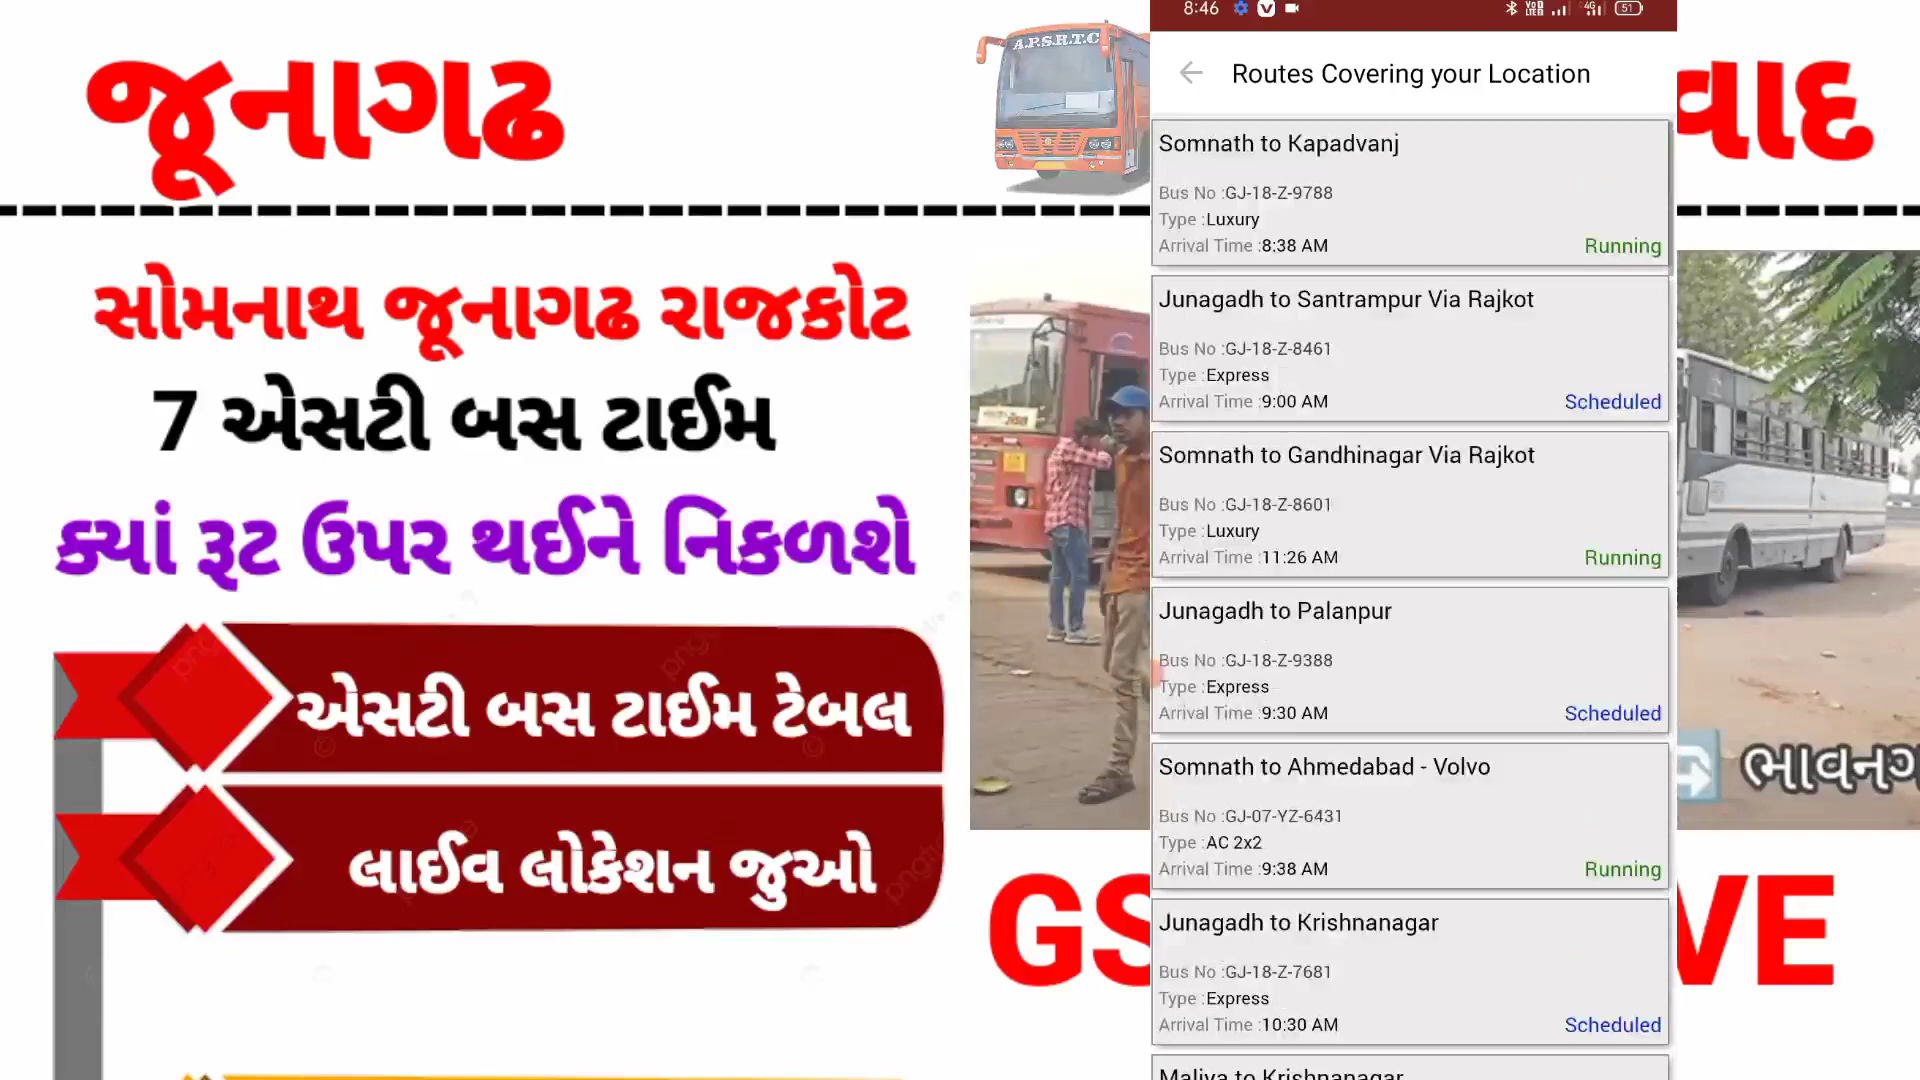 જૂનાગઢ
A.P.S.R.T.C
વાદ
સોમનાથ જૂનાગઢ રાજકોટ
7 એસટી બસ ટાઈમ
ક્યાં રૂટ ઉપર થઈને નિકળશે
એસટી બસ ટાઈમ ટેબલ
લાઈવ લોકેશન જુઓ
8:46
51
Routes Covering your Location
Somnath to Kapadvanj
Bus No :GJ-18-Z-9788
Type :Luxury
Arrival Time :8:38 AM
Running
Junagadh to Santrampur Via Rajkot
Bus No :GJ-18-Z-8461
Type :Express
Arrival Time :9:00 AM
Scheduled
Somnath to Gandhinagar Via Rajkot
Bus No :GJ-18-Z-8601
Type :Luxury
Arrival Time :11:26 AM
Running
Junagadh to Palanpur
Bus No :GJ-18-Z-9388
Type :Express
Arrival Time :9:30 AM
Scheduled
Somnath to Ahmedabad - Volvo
Bus No :GJ-07-YZ-6431
Type :AC 2x2
Arrival Time :9:38 AM
Running
Junagadh to Krishnanagar
Bus No :GJ-18-Z-7681
Type :Express
Arrival Time :10:30 AM
Scheduled
Maliya to Krishnanagar
ભાવનગ
GS
VE